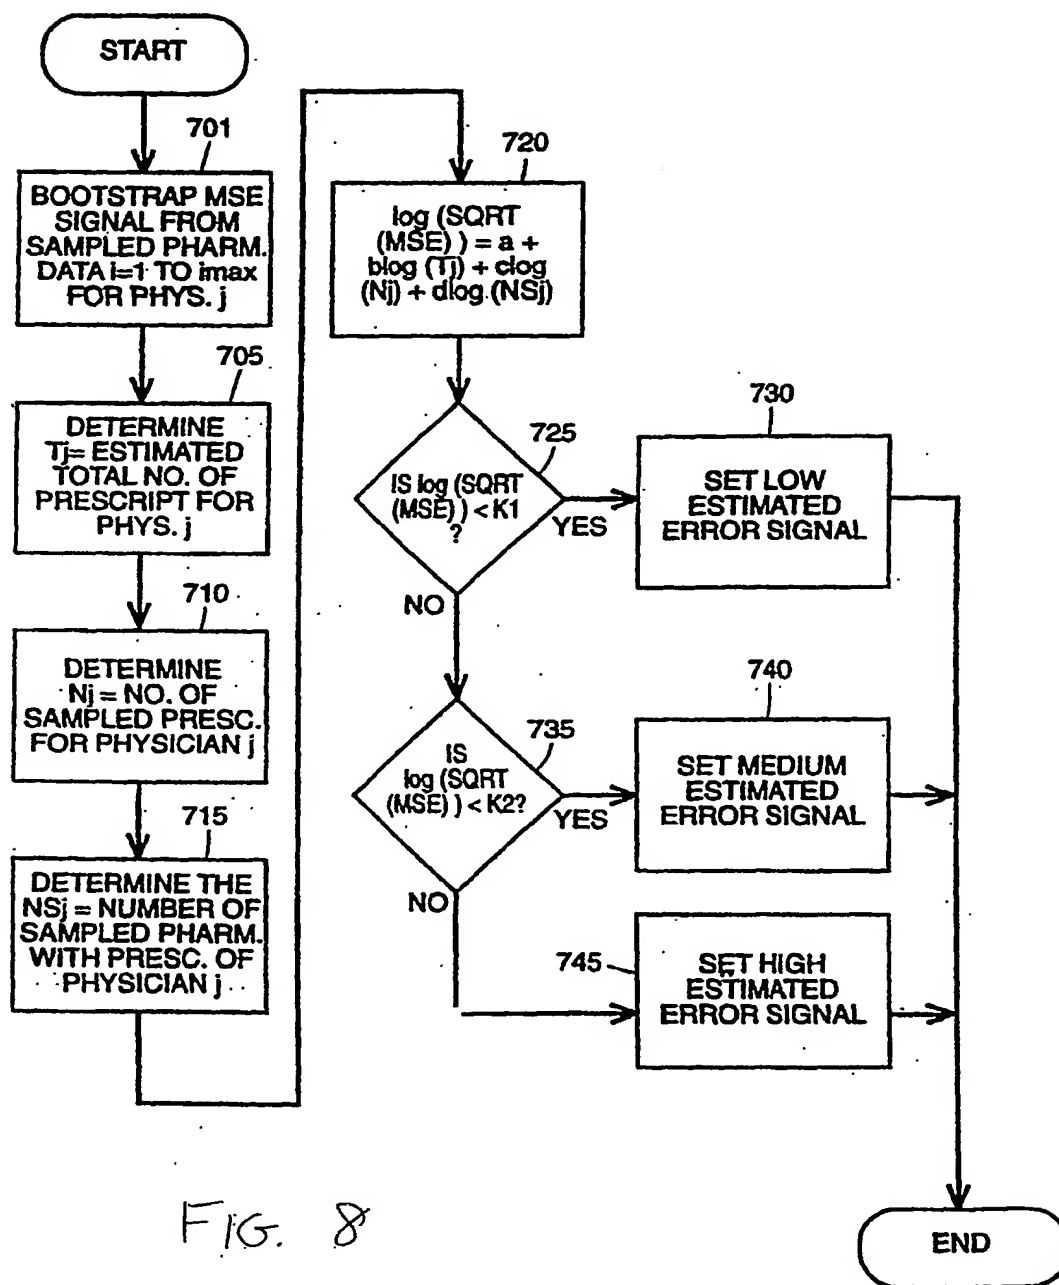 START
701
BOOTSTRAP MSE
SIGNAL FROM
SAMPLED PHARM.
DATA i=1 TO imax
FOR PHYS. j
705
DETERMINE
Tj= ESTIMATED
TOTAL NO. OF
PRESCRIPT FOR
PHYS. j
710
DETERMINE
Nj = NO. OF
SAMPLED PRESC.
FOR PHYSICIAN j
715
DETERMINE THE
NSj = NUMBER OF
SAMPLED PHARM.
WITH PRESC. OF
PHYSICIAN j
720
log (SQRT
(MSE) ) = a +
blog (Tj) + clog
(Nj) + dlog (NSj)
725
IS log (SQRT
(MSE) ) < K1
?
YES
NO
730
SET LOW
ESTIMATED
ERROR SIGNAL
735
IS
log (SQRT
(MSE) ) < K2?
YES
NO
740
SET MEDIUM
ESTIMATED
ERROR SIGNAL
745
SET HIGH
ESTIMATED
ERROR SIGNAL
END
FIG. 8